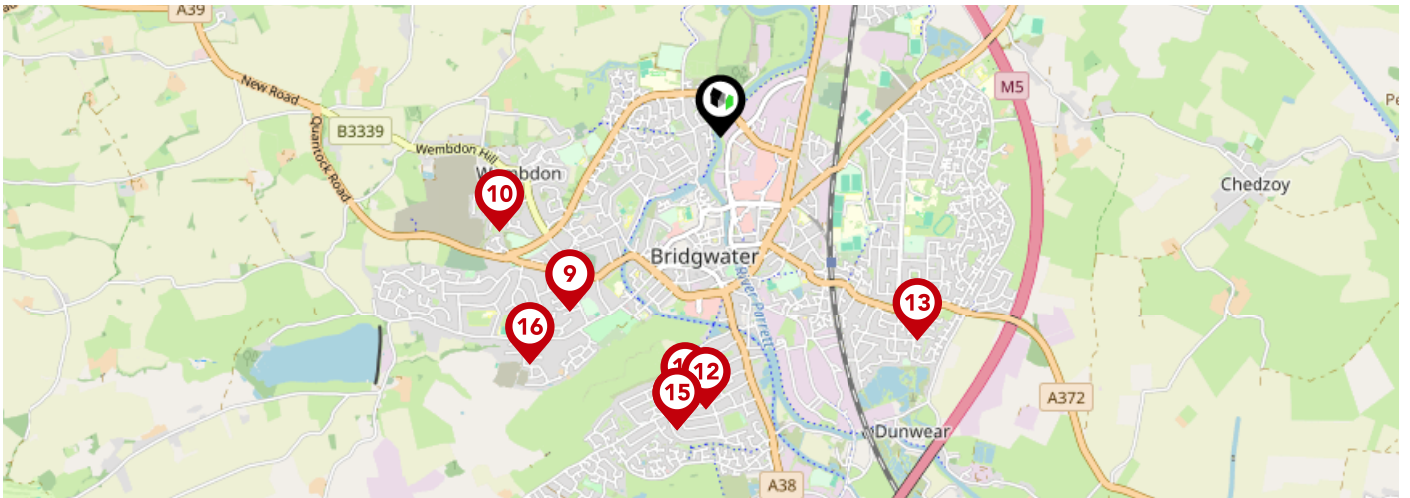 A39
M5
New Road
B3339
Quantock Road
Wembdon Hill
Wembdon
10
Chedzoy
Bridgwater
9
River Parrett
13
16
12
15
A372
Dunwear
A38